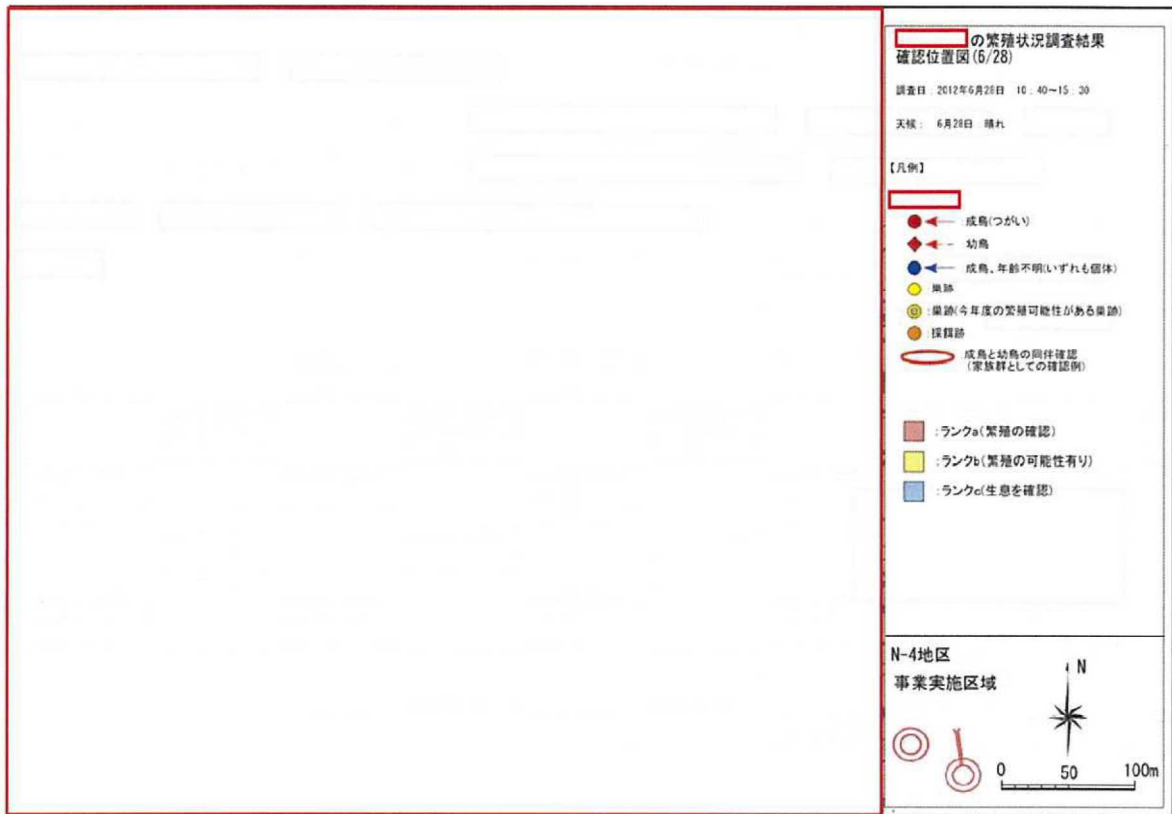 の繁殖状況調査結果
確認位置図(6/28)
調査日：2012年6月28日　10：40～15：30
天候：　6月28日　晴れ
【凡例】
成鳥(つがい)
幼鳥
成鳥、年齢不明(いずれも個体)
:巣跡
:巣跡(今年度の繁殖可能性がある巣跡)
:採餌跡
成鳥と幼鳥の同伴確認
(家族群としての確認例)
:ランクa(繁殖の確認)
:ランクb(繁殖の可能性有り)
:ランクc(生息を確認)
N-4地区
事業実施区域
N
0 50 100m